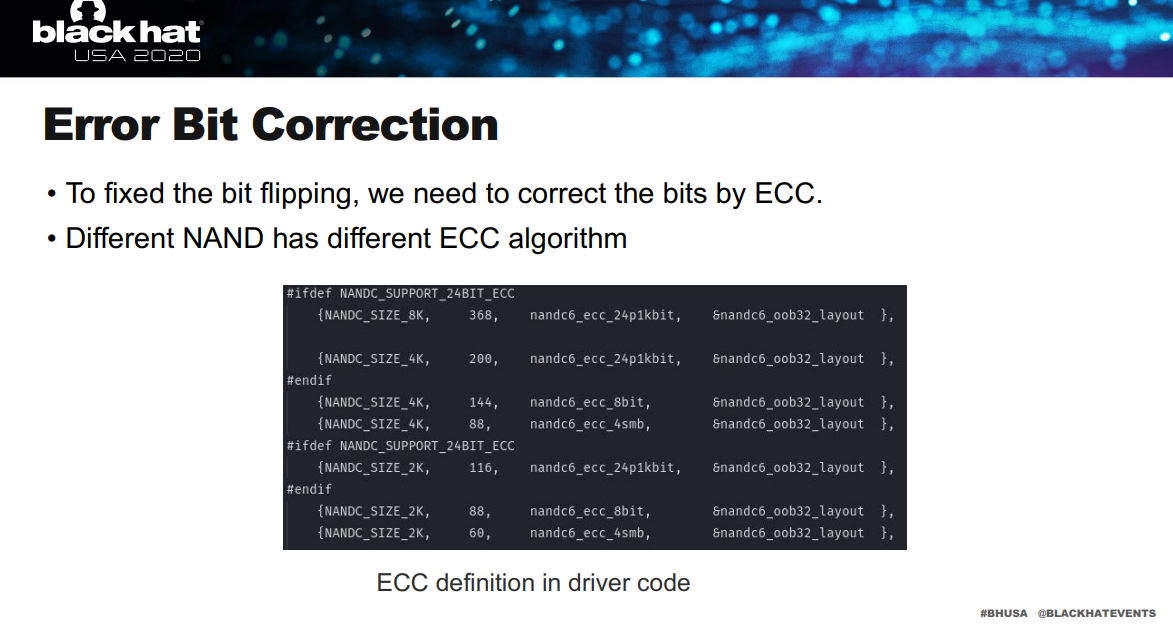 blackhat
USA 2020
Error Bit Correction
• To fixed the bit flipping, we need to correct the bits by ECC.
• Different NAND has different ECC algorithm
#ifdef NANDC_SUPPORT_24BIT_ECC
{NANDC_SIZE_8K, 368, nandc6_ecc_24p1kbit, &nandc6_oob32_layout },
{NANDC_SIZE_4K, 200, nandc6_ecc_24p1kbit, &nandc6_oob32_layout },
#endif
{NANDC_SIZE_4K, 144, nandc6_ecc_8bit, &nandc6_oob32_layout },
{NANDC_SIZE_4K, 88, nandc6_ecc_4smb, &nandc6_oob32_layout },
#ifdef NANDC_SUPPORT_24BIT_ECC
{NANDC_SIZE_2K, 116, nandc6_ecc_24p1kbit, &nandc6_oob32_layout },
#endif
{NANDC_SIZE_2K, 88, nandc6_ecc_8bit, &nandc6_oob32_layout },
{NANDC_SIZE_2K, 60, nandc6_ecc_4smb, &nandc6_oob32_layout },
ECC definition in driver code
#BHUSA @BLACKHATEVENTS